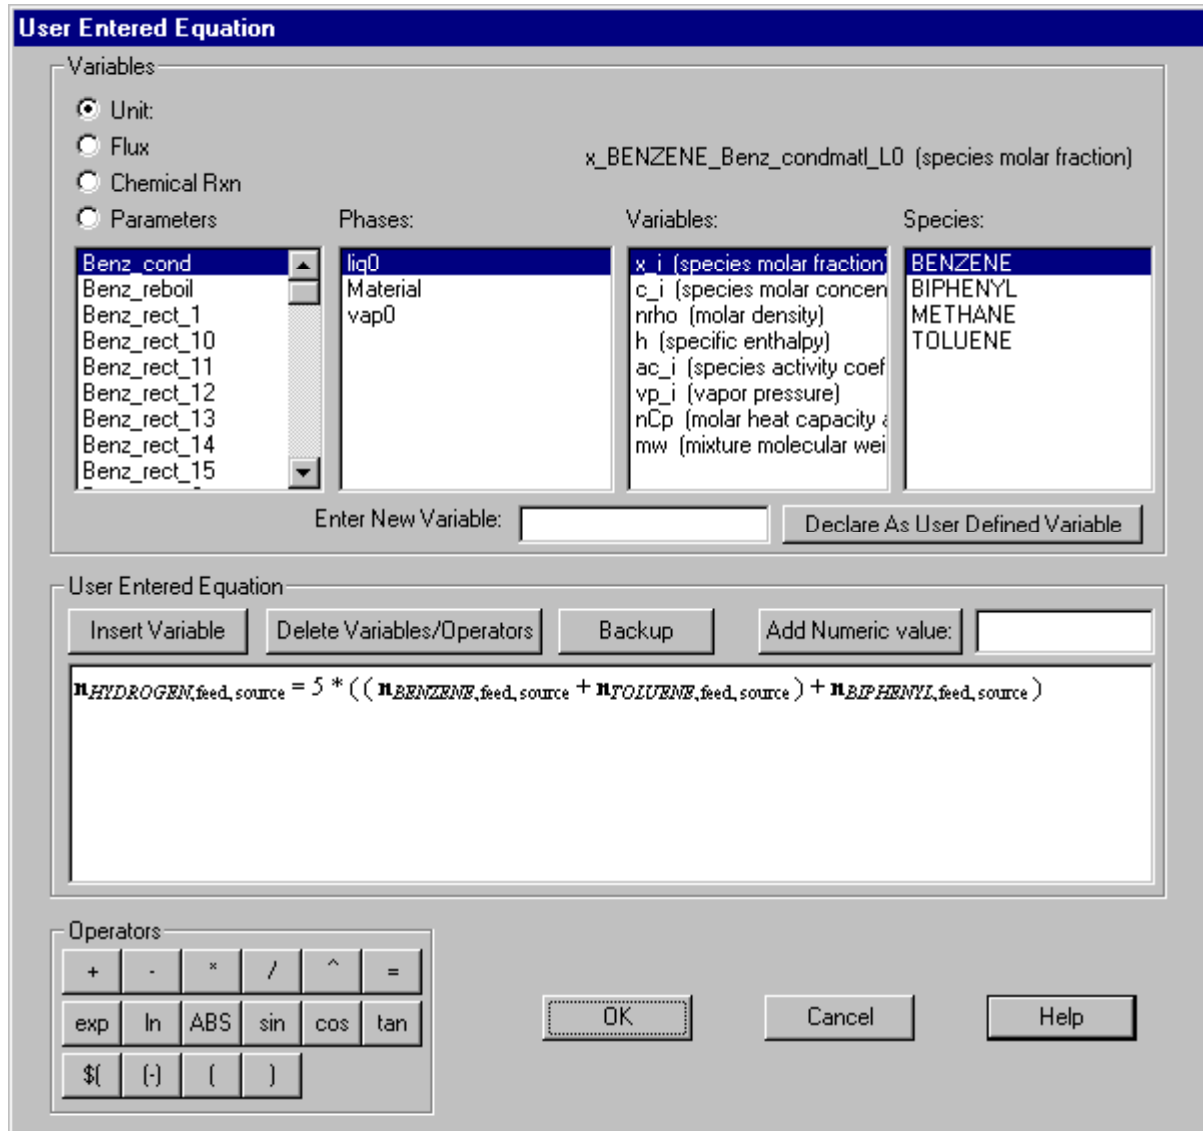 User Entered Equation
Variables
Unit:
Flux
Chemical Rxn
Parameters
x_BENZENE_Benz_condmatl_L0 (species molar fraction)
Phases:
Variables:
Species:
Benz_cond
Benz_reboil
Benz_rect_1
Benz_rect_10
Benz_rect_11
Benz_rect_12
Benz_rect_13
Benz_rect_14
Benz_rect_15
liq0
Material
vap0
x_i (species molar fraction)
c_i (species molar concen
nrho (molar density)
h (specific enthalpy)
ac_i (species activity coef
vp_i (vapor pressure)
nCp (molar heat capacity
mw (mixture molecular wei
BENZENE
BIPHENYL
METHANE
TOLUENE
Enter New Variable:
Declare As User Defined Variable
User Entered Equation
Insert Variable
Delete Variables/Operators
Backup
Add Numeric value:
n HYDROGEN,feed, source = 5 * ( ( n BENZENE,feed, source + n TOLUENE,feed, source ) + n BIPHENYL,feed, source )
Operators
+ - * / ^ =
exp ln ABS sin cos tan
$( (-) ( )
OK
Cancel
Help